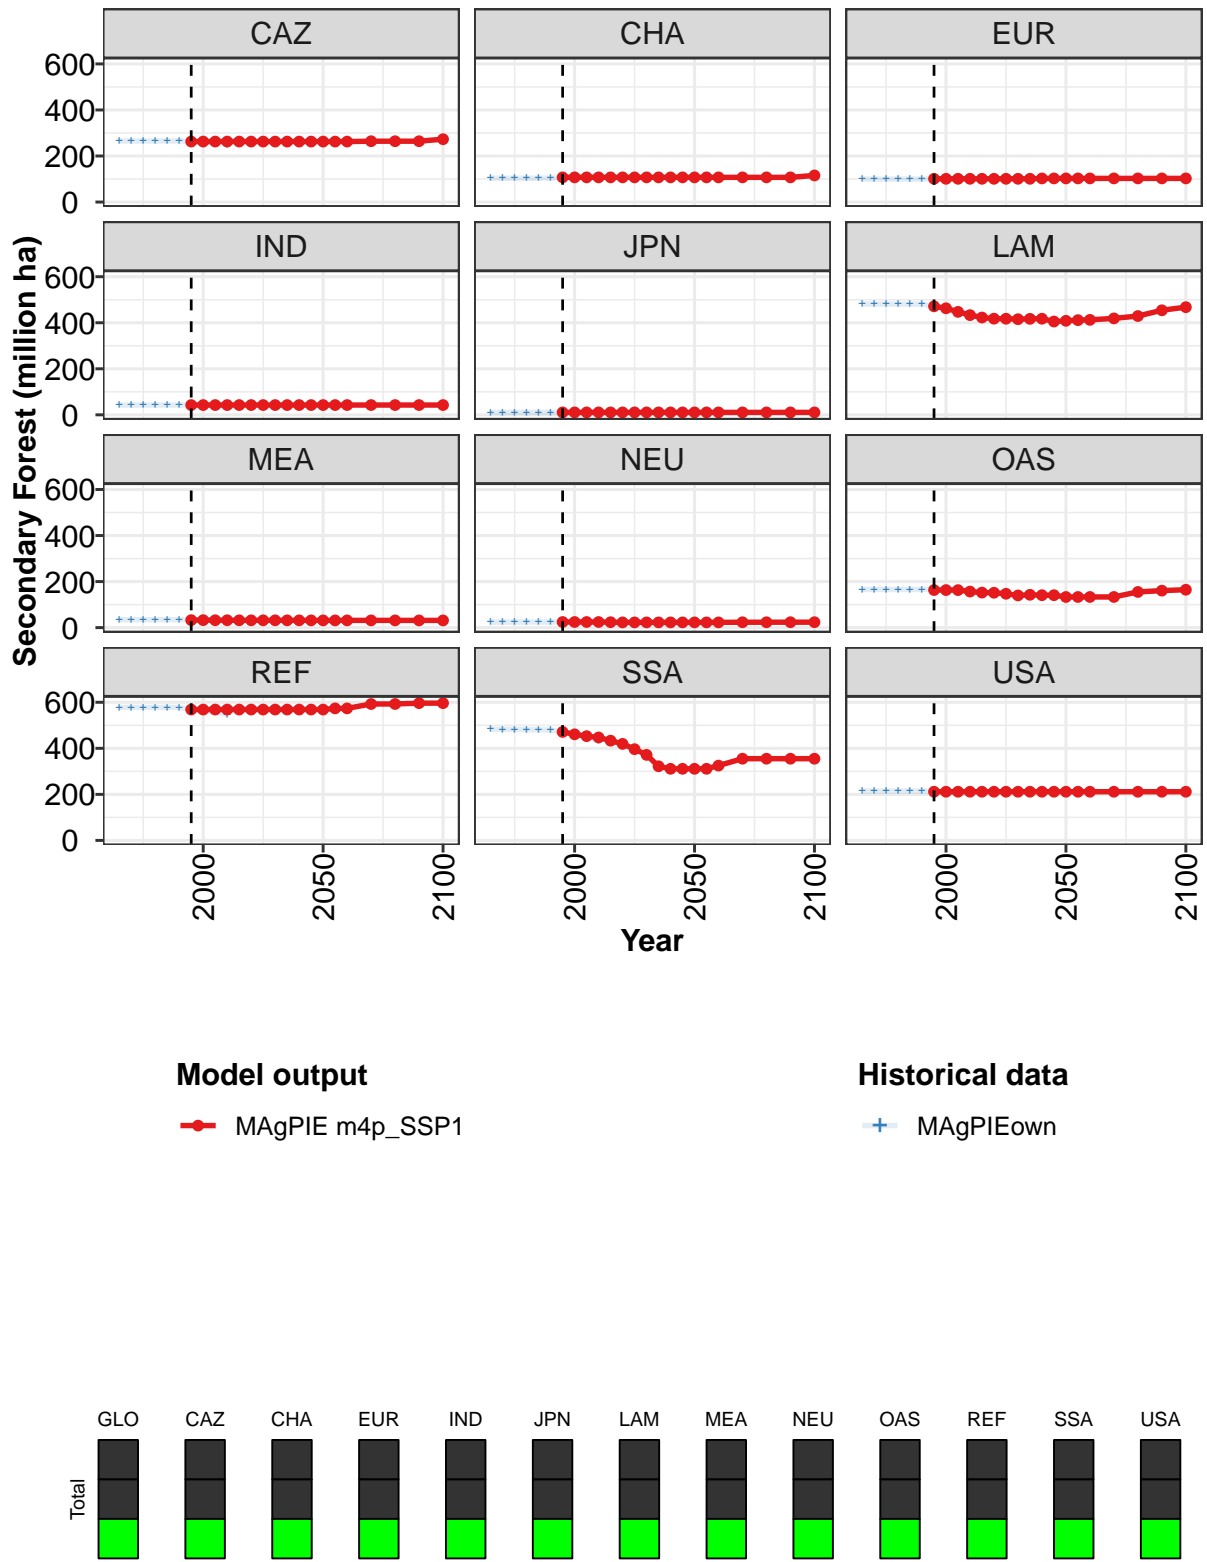 CAZ CHA EUR
600
400
200
0
IND JPN LAM
600
400
200
0
MEA NEU OAS
600
400
200
0
REF SSA USA
600
400
200
0
Secondary Forest (million ha)
2000 2050 2100 2000 2050 2100 2000 2050 2100
Year
Model output Historical data
MAgPIE m4p_SSP1 MAgPIEown
GLO CAZ CHA EUR IND JPN LAM MEA NEU OAS REF SSA USA
Total